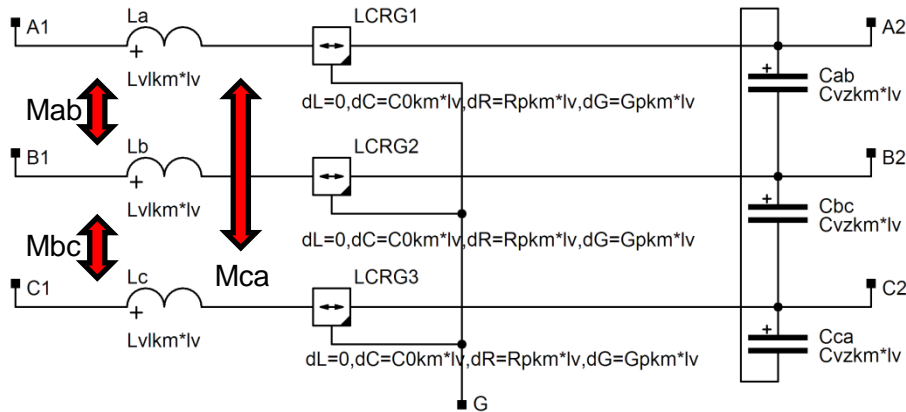 A1
La
LCRG1
A2
+
Lvlkm*lv
+
Cab
Cvzkm*lv
dL=0,dC=C0km*lv,dR=Rpkm*lv,dG=Gpkm*lv
Mab
B1
Lb
LCRG2
B2
+
Lvlkm*lv
+
Cbc
Cvzkm*lv
dL=0,dC=C0km*lv,dR=Rpkm*lv,dG=Gpkm*lv
Mbc
Mca
C1
Lc
LCRG3
C2
+
Lvlkm*lv
+
Cca
Cvzkm*lv
dL=0,dC=C0km*lv,dR=Rpkm*lv,dG=Gpkm*lv
G